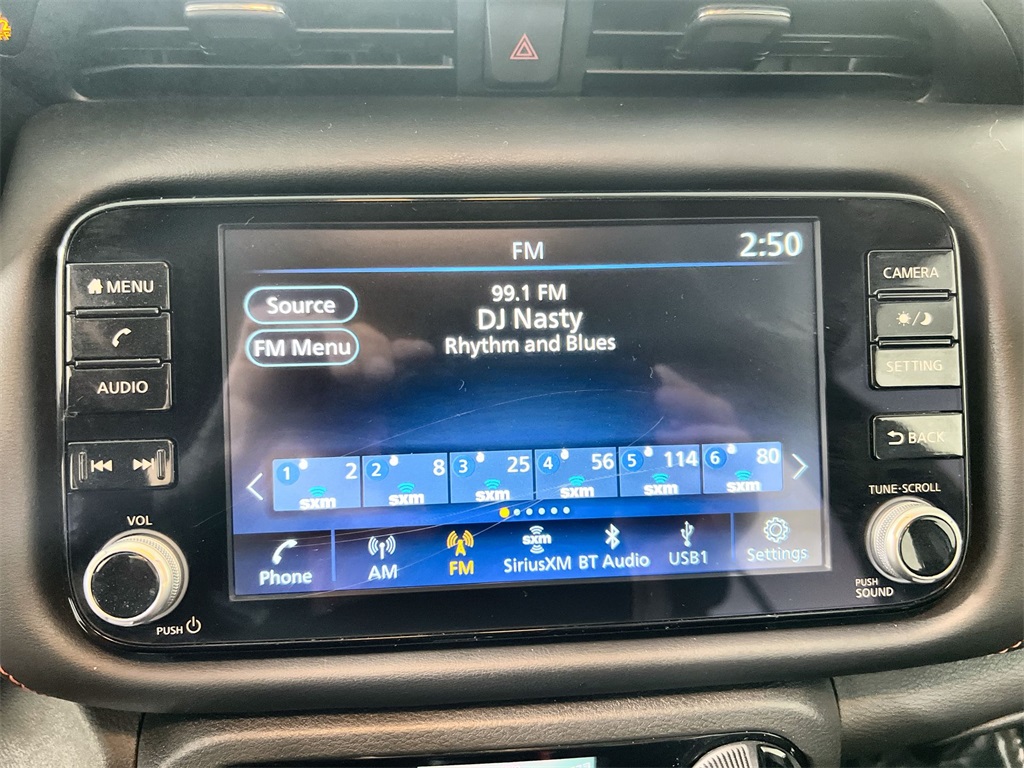 FM
2:50
99.1 FM
DJ Nasty
Rhythm and Blues
Source
FM Menu
1 2 sxm
2 8 sxm
3 25 sxm
4 56 sxm
5 114 sxm
6 80 sxm
Phone
AM
FM
sxm
SiriusXM
BT Audio
USB1
Settings
MENU
AUDIO
VOL
PUSH
CAMERA
SETTING
BACK
TUNE·SCROLL
PUSH
SOUND